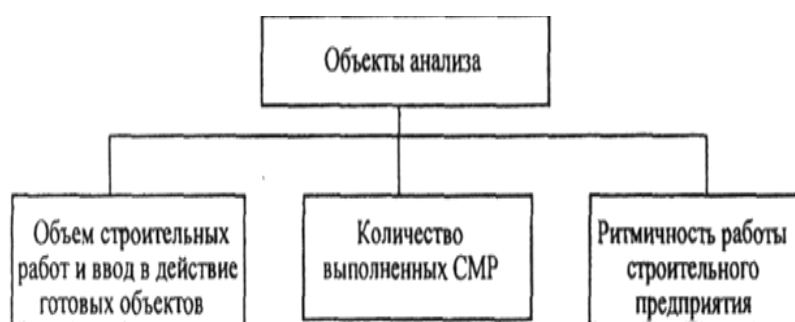 Объекты анализа
Объем строительных
работ и ввод в действие
готовых объектов
Количество
выполненных СМР
Ритмичность работы
строительного
предприятия